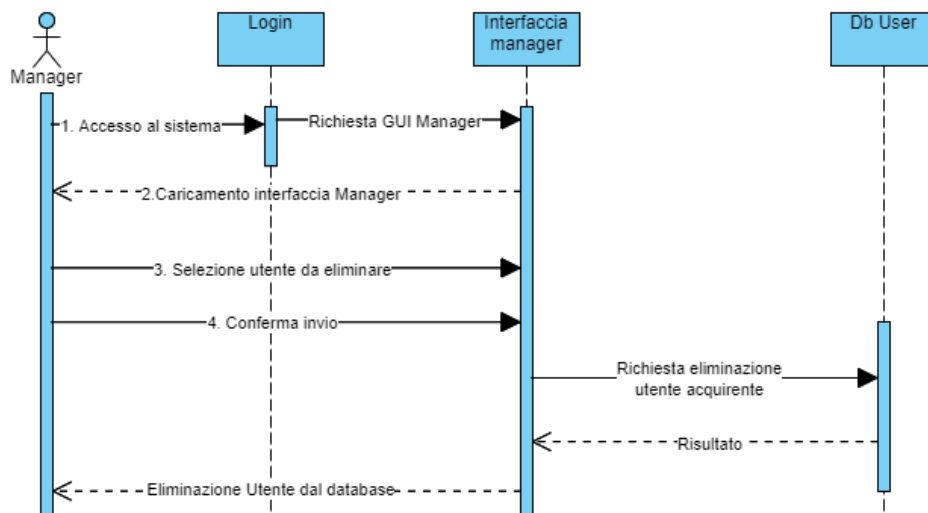 Login
Interfaccia
manager
Db User
Manager
1. Accesso al sistema
Richiesta GUI Manager
2.Caricamento interfaccia Manager
3. Selezione utente da eliminare
4. Conferma invio
Richiesta eliminazione
utente acquirente
Risultato
Eliminazione Utente dal database